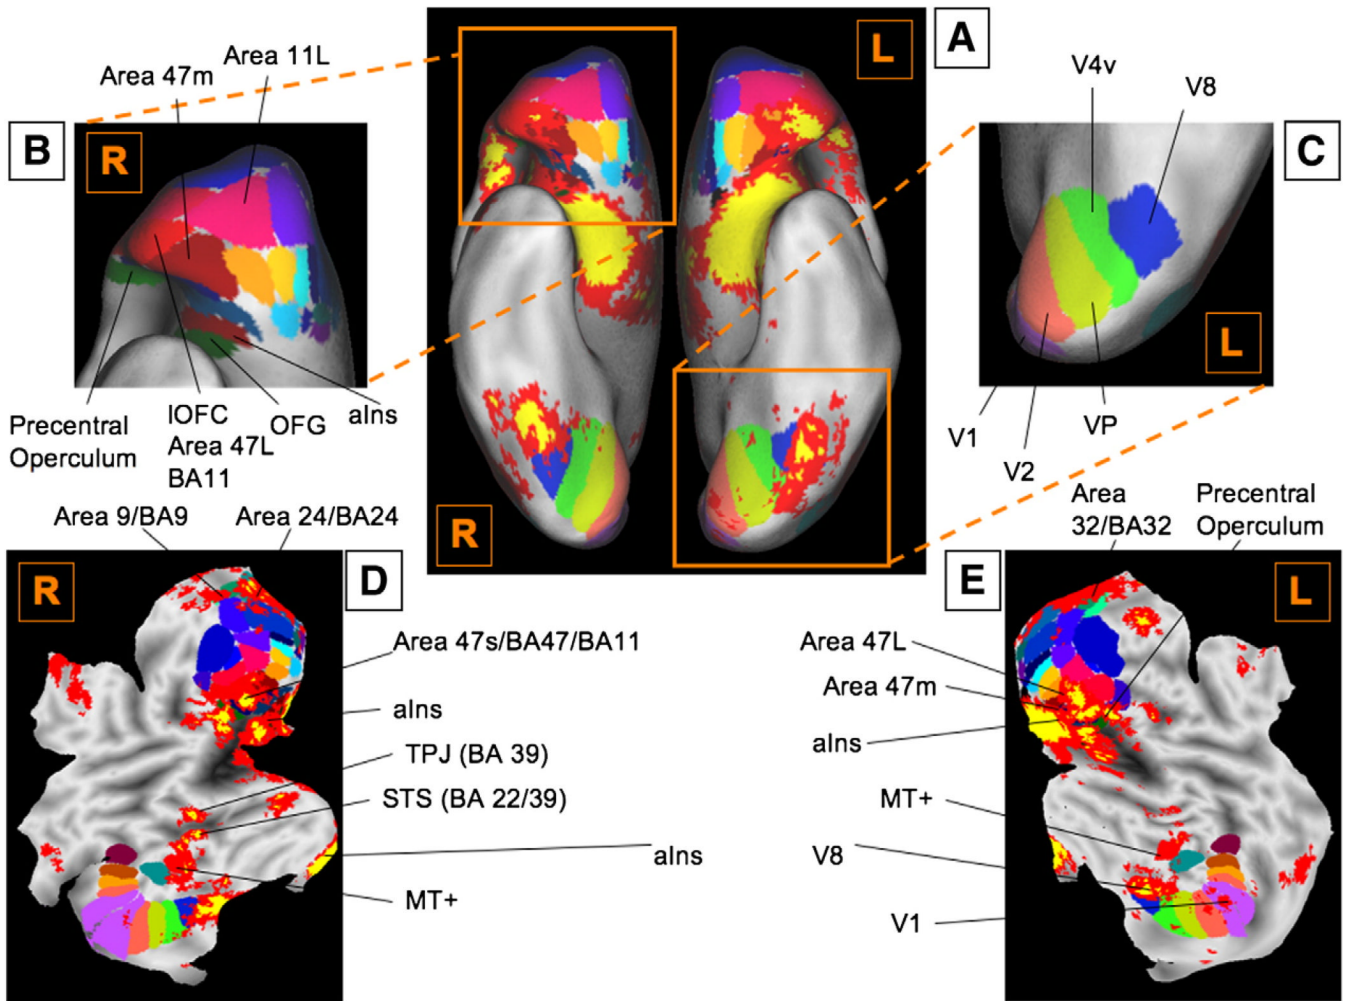 A
L
R
Area 11L
Area 47m
B
R
Precentral
Operculum
lOFC
Area 47L
BA11
OFG
aIns
V4v
V8
C
L
V1
V2
VP
Area 9/BA9
Area 24/BA24
R
D
Area 47s/BA47/BA11
aIns
TPJ (BA 39)
STS (BA 22/39)
aIns
MT+
Area
32/BA32
Precentral
Operculum
E
L
Area 47L
Area 47m
aIns
MT+
V8
V1